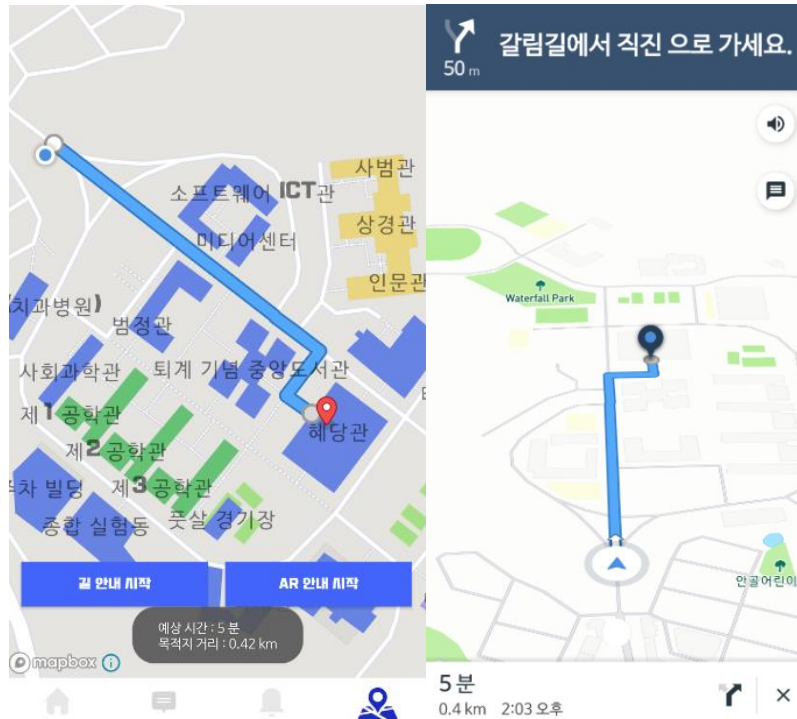 사범관
소프트웨어 ICT관
상경관
미디어센터
인문관
치과병원)
범정관
사회과학관
퇴계 기념 중앙도서관
제1 공학관
혜당관
제2 공학관
주차 빌딩
제3 공학관
종합 실험동
풋살 경기장
길 안내 시작
AR 안내 시작
예상 시간 : 5 분
목적지 거리 : 0.42 km
mapbox
갈림길에서 직진 으로 가세요.
50 m
Waterfall Park
안골어린이
5 분
0.4 km 2:03 오후